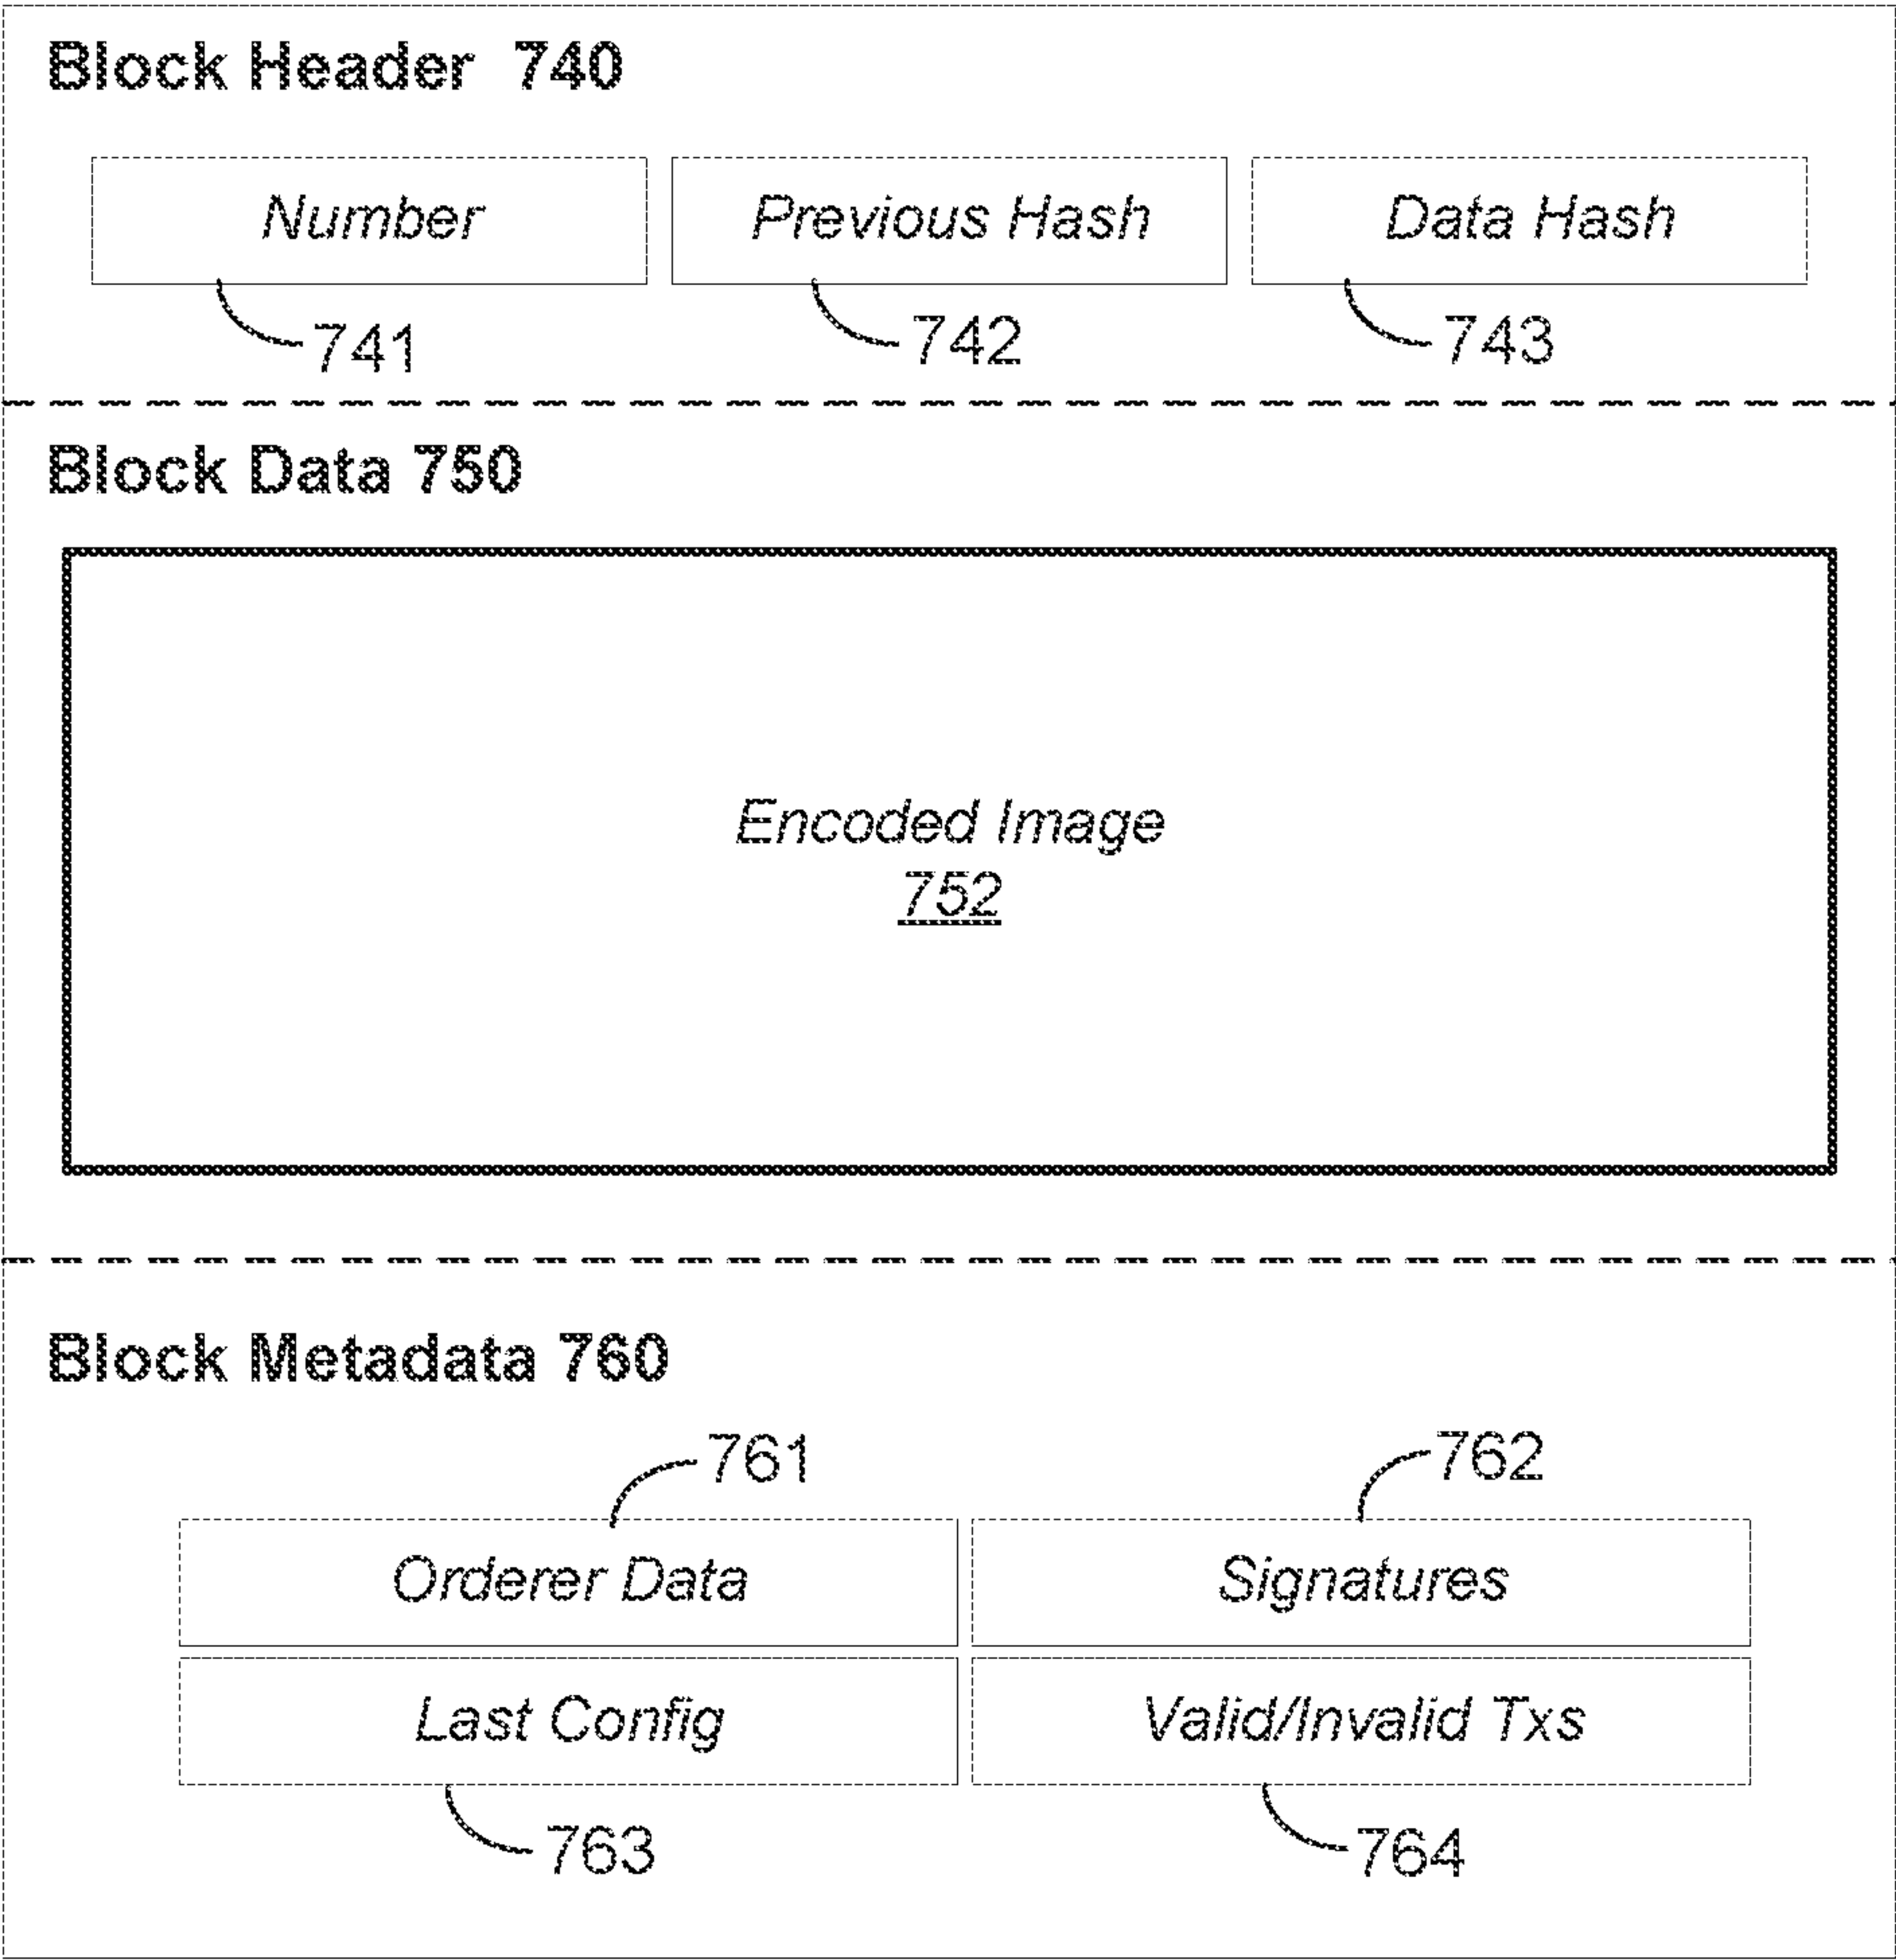 Block Header 740
Number
Previous Hash
Data Hash
741
742
743
Block Data 750
Encoded Image
752
Block Metadata 760
761
762
Orderer Data
Signatures
Last Config
Valid/Invalid Txs
763
764